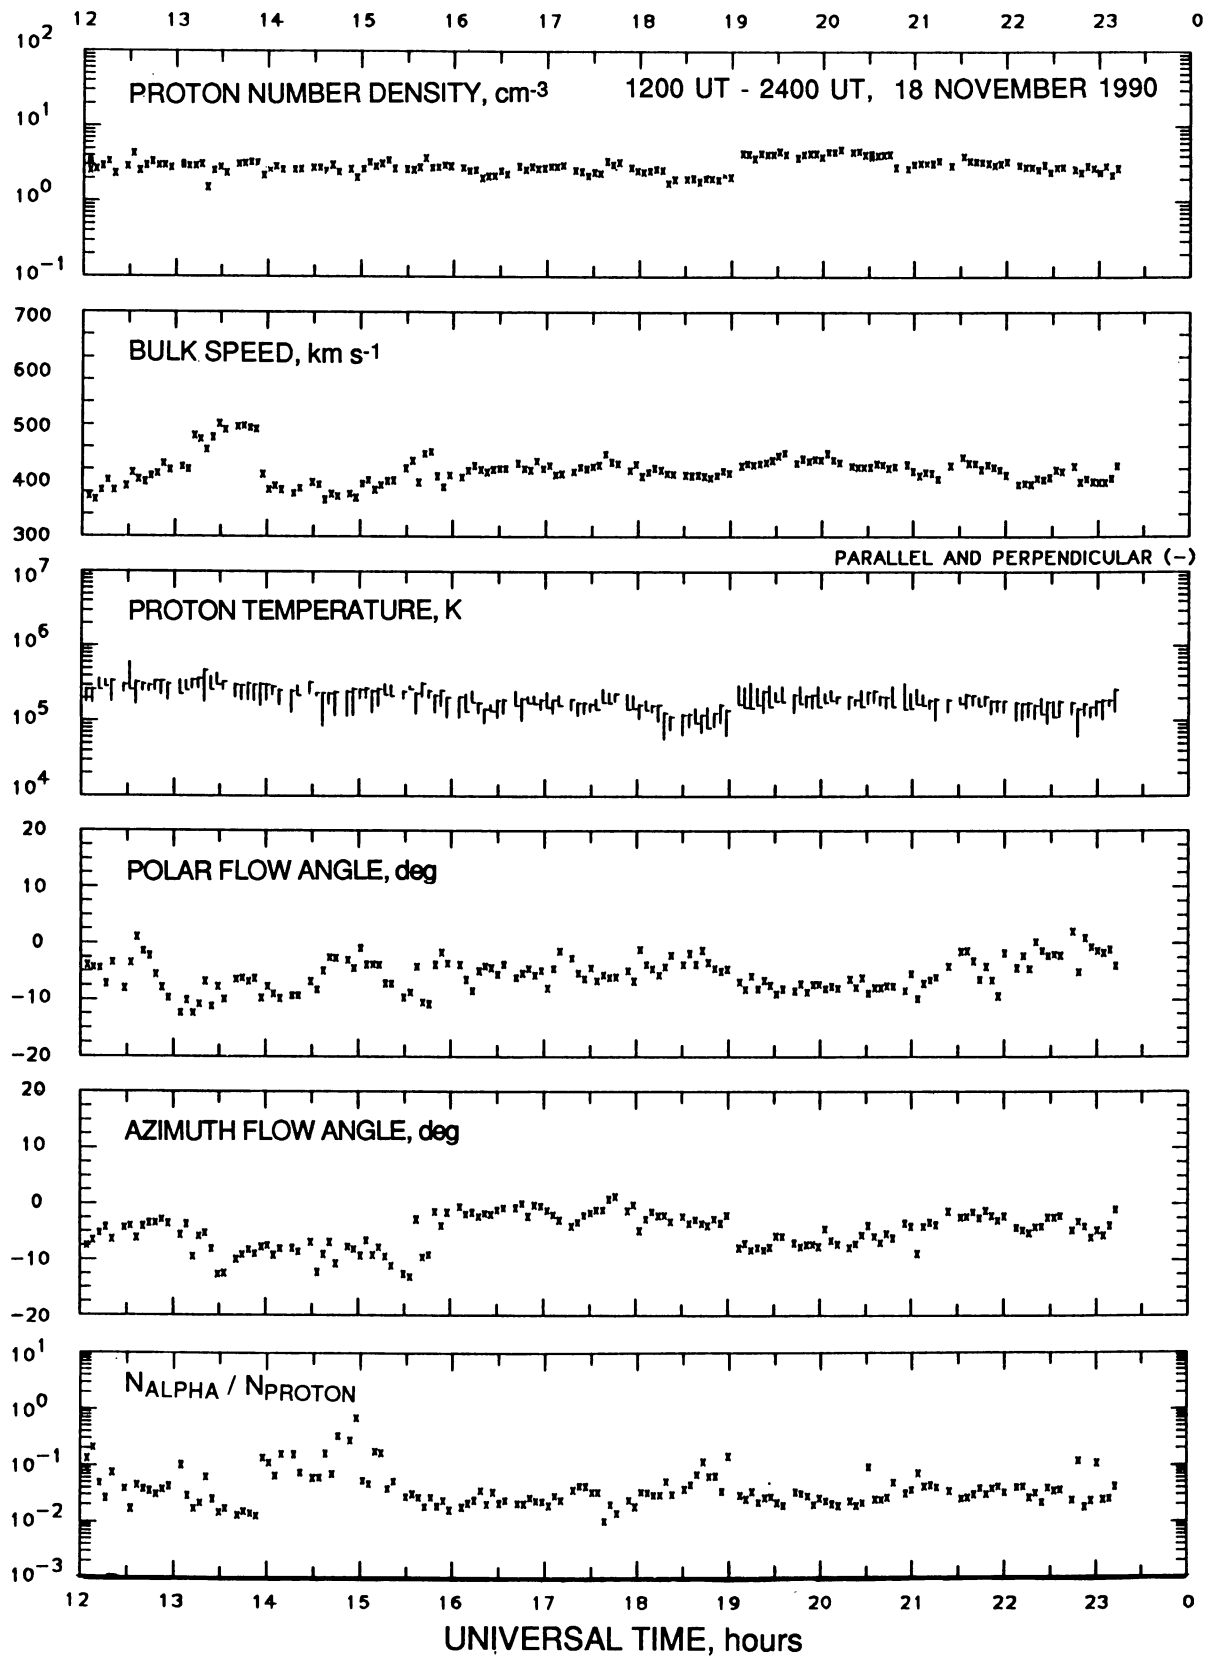 12 13 14 15 16 17 18 19 20 21 22 23 0
10² 
PROTON NUMBER DENSITY, cm-3 1200 UT - 2400 UT, 18 NOVEMBER 1990
10¹
10⁰
10⁻¹
700
BULK SPEED, km s-1
600
500
400
300
PARALLEL AND PERPENDICULAR (-)
10⁷
PROTON TEMPERATURE, K
10⁶
10⁵
10⁴
20
POLAR FLOW ANGLE, deg
10
0
-10
-20
20
AZIMUTH FLOW ANGLE, deg
10
0
-10
-20
10¹
NALPHA / NPROTON
10⁰
10⁻¹
10⁻²
10⁻³
12 13 14 15 16 17 18 19 20 21 22 23 0
UNIVERSAL TIME, hours